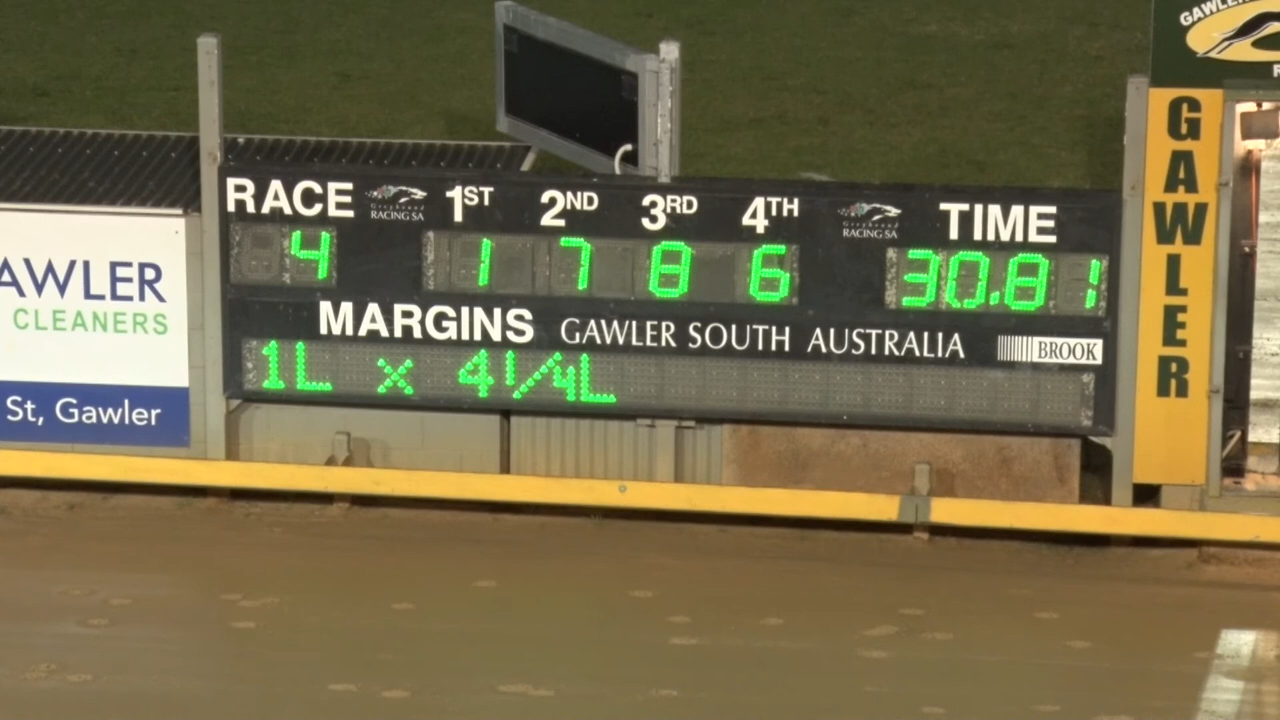 GAWLER
RACE
Greyhound
RACING SA
1ST 2ND 3RD 4TH
Greyhound
RACING SA
TIME
4 1 7 8 6 30.81
MARGINS GAWLER SOUTH AUSTRALIA BROOK
1L x 4 1/4L
AWLER
CLEANERS
St, Gawler
GAWLER